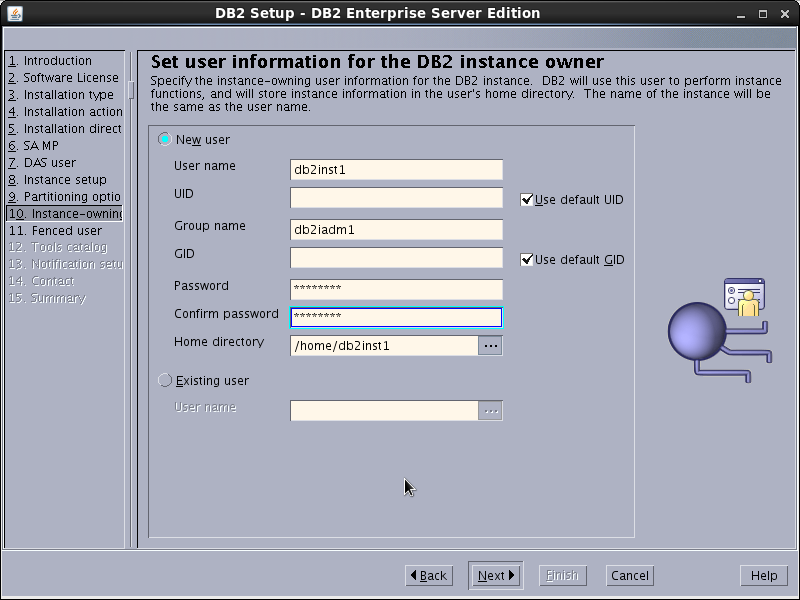 DB2 Setup - DB2 Enterprise Server Edition
1. Introduction
2. Software License
3. Installation type
4. Installation action
5. Installation direct
6. SA MP
7. DAS user
8. Instance setup
9. Partitioning optio
10. Instance-owning
11. Fenced user
12. Tools catalog
13. Notification setu
14. Contact
15. Summary
Set user information for the DB2 instance owner
Specify the instance-owning user information for the DB2 instance. DB2 will use this user to perform instance
functions, and will store instance information in the user's home directory. The name of the instance will be
the same as the user name.
New user
User name db2inst1
UID Use default UID
Group name db2iadm1
GID Use default GID
Password ********
Confirm password ********
Home directory /home/db2inst1 ...
Existing user
User name ...
Back Next Finish Cancel Help